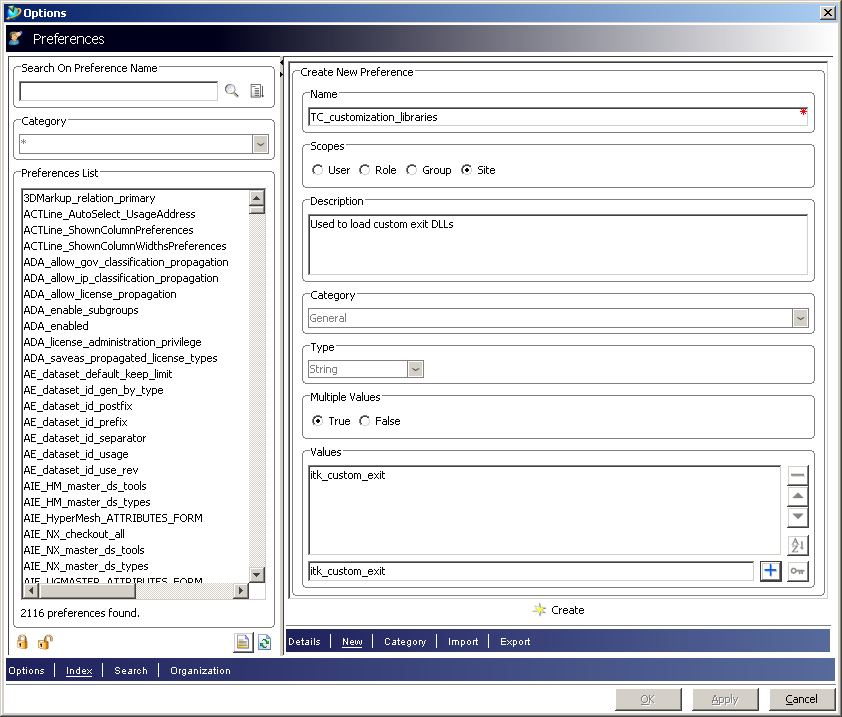 Options
Preferences
Search On Preference Name
Category
*
Preferences List
3DMarkup_relation_primary
ACTLine_AutoSelect_UsageAddress
ACTLine_ShownColumnPreferences
ACTLine_ShownColumnWidthsPreferences
ADA_allow_gov_classification_propagation
ADA_allow_ip_classification_propagation
ADA_allow_license_propagation
ADA_enable_subgroups
ADA_enabled
ADA_license_administration_privilege
ADA_saveas_propagated_license_types
AE_dataset_default_keep_limit
AE_dataset_id_gen_by_type
AE_dataset_id_postfix
AE_dataset_id_prefix
AE_dataset_id_separator
AE_dataset_id_usage
AE_dataset_id_use_rev
AIE_HM_master_ds_tools
AIE_HM_master_ds_types
AIE_HyperMesh_ATTRIBUTES_FORM
AIE_NX_checkout_all
AIE_NX_master_ds_tools
AIE_NX_master_ds_types
AIE_UGMASTER_ATTRIBUTES_FORM
2116 preferences found.
Create New Preference
Name
TC_customization_libraries *
Scopes
User Role Group Site
Description
Used to load custom exit DLLs
Category
General
Type
String
Multiple Values
True False
Values
itk_custom_exit
itk_custom_exit
Create
Details New Category Import Export
Options Index Search Organization
OK Apply Cancel